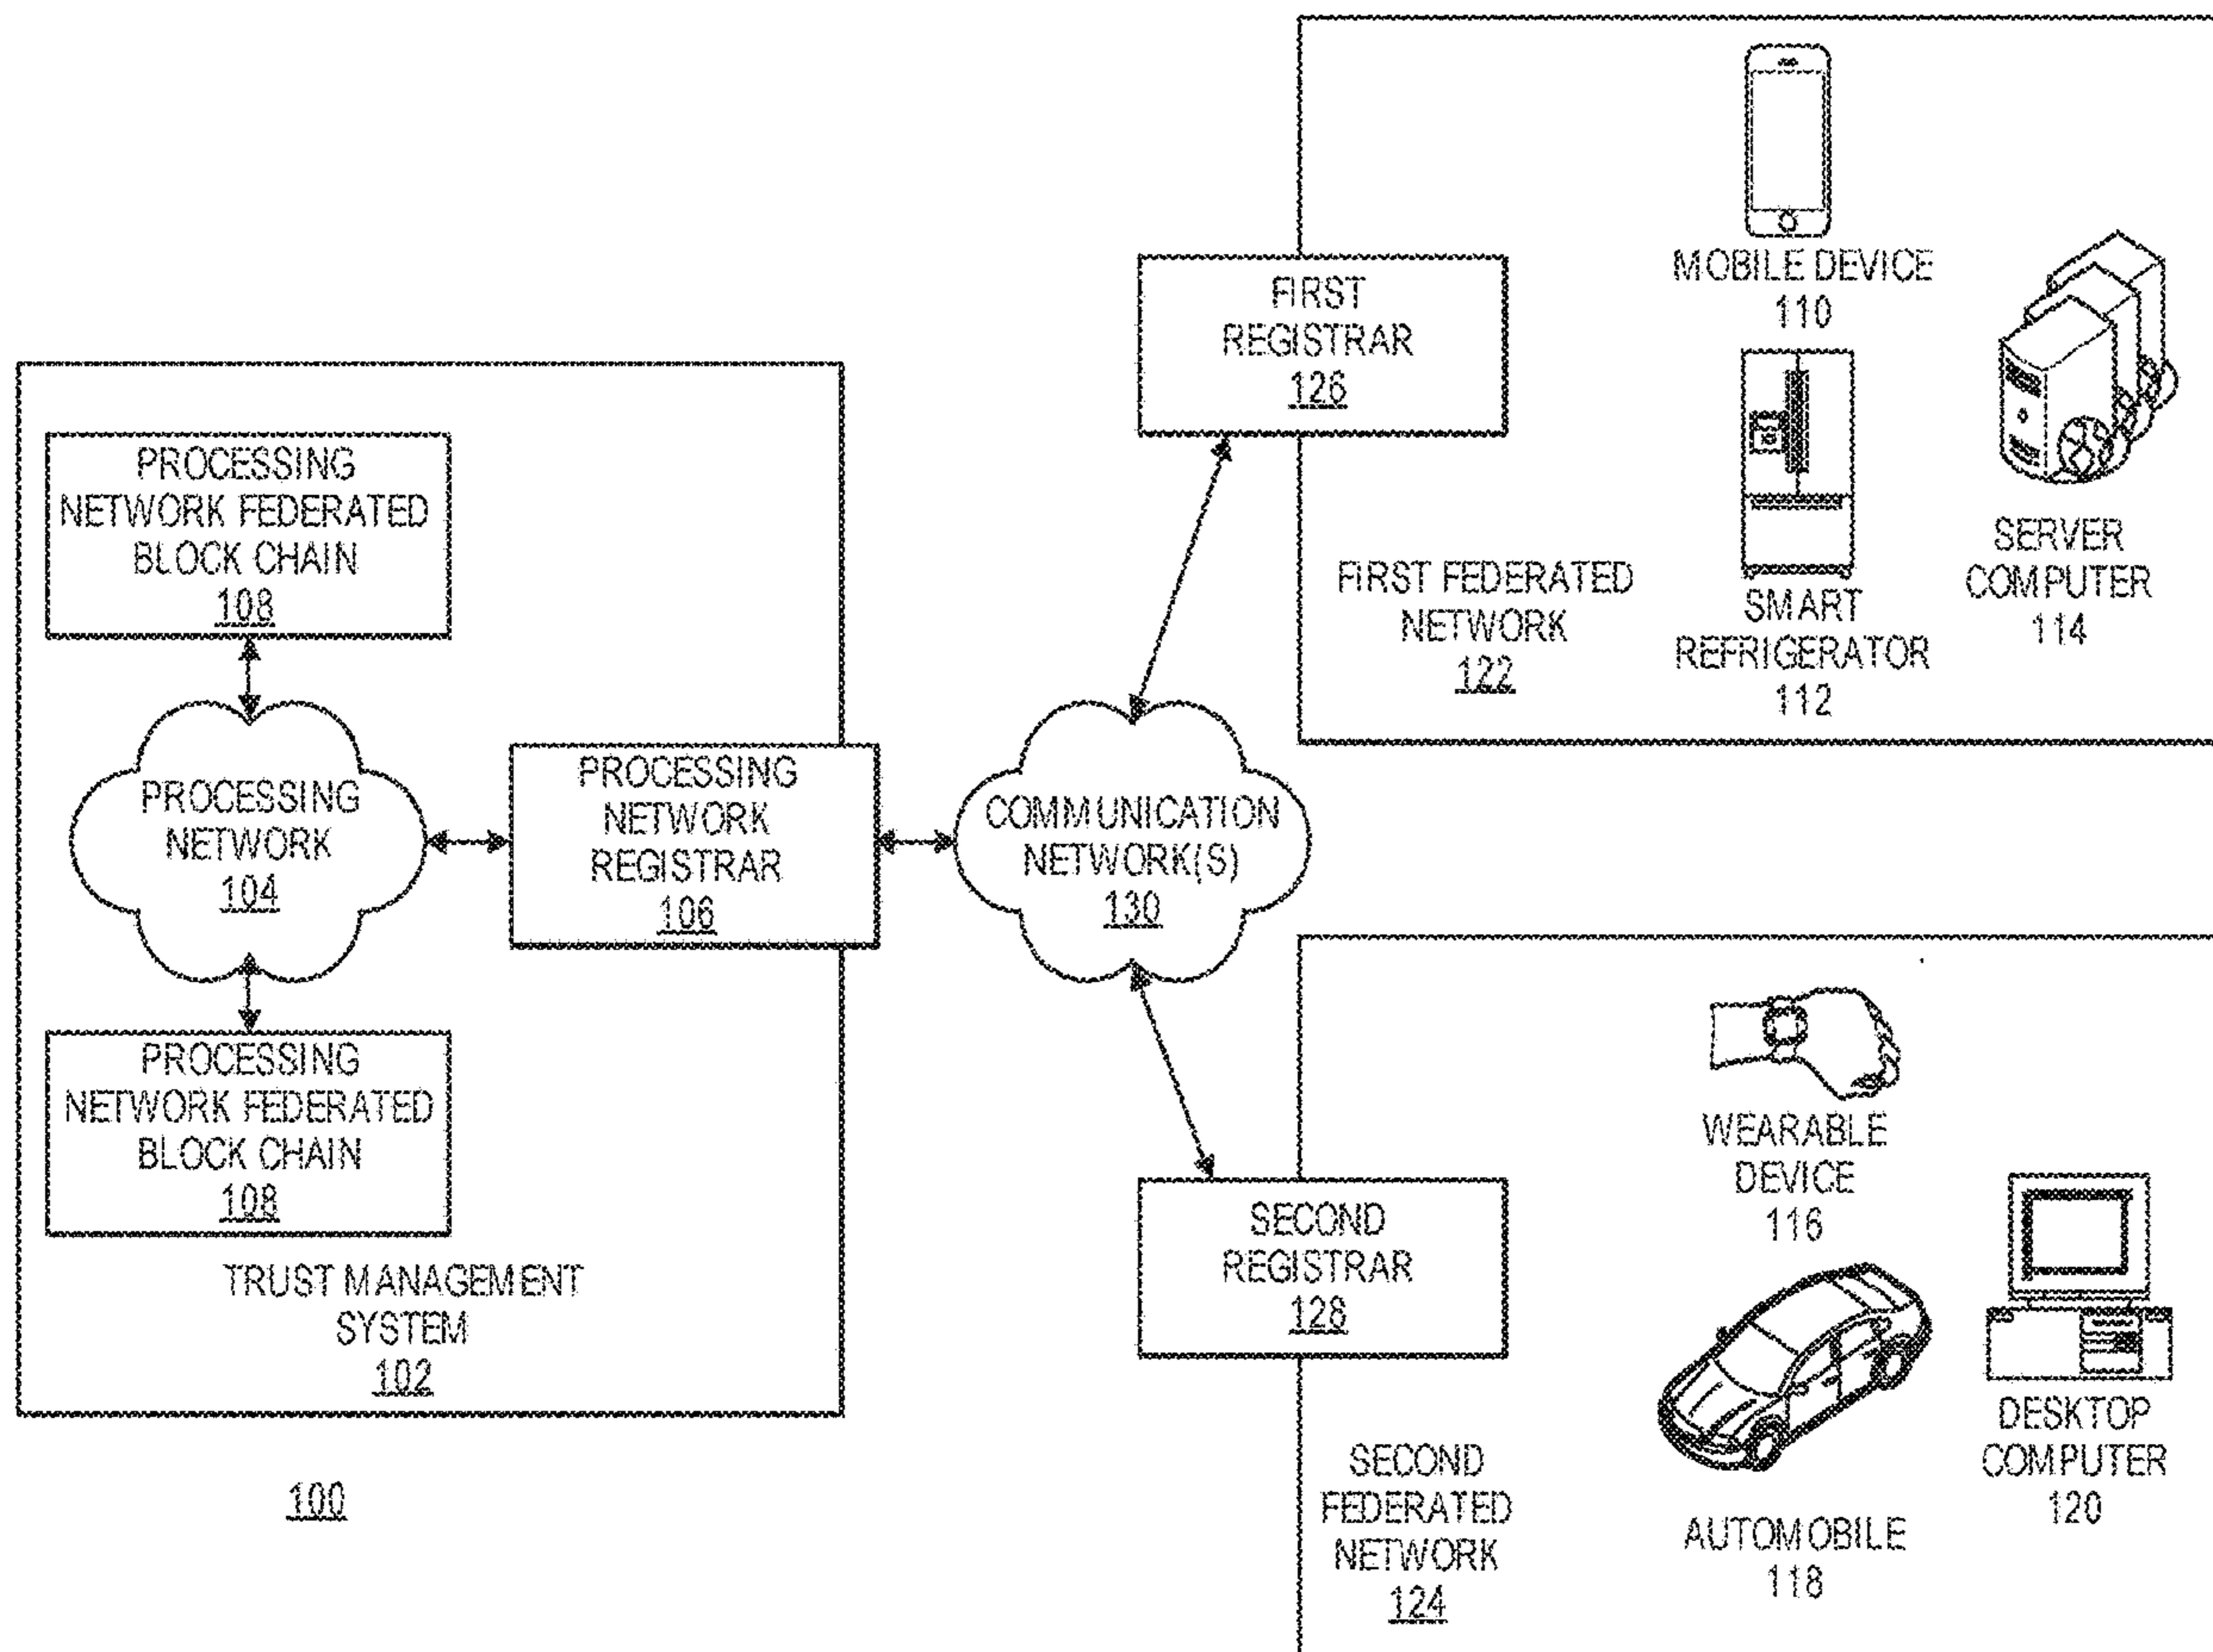 PROCESSING
NETWORK FEDERATED
BLOCK CHAIN
108
PROCESSING
NETWORK
104
PROCESSING
NETWORK
REGISTRAR
106
PROCESSING
NETWORK FEDERATED
BLOCK CHAIN
108
TRUST MANAGEMENT
SYSTEM
102
100
COMMUNICATION
NETWORK(S)
130
FIRST
REGISTRAR
126
FIRST FEDERATED
NETWORK
122
MOBILE DEVICE
110
SMART
REFRIGERATOR
112
SERVER
COMPUTER
114
SECOND
REGISTRAR
128
SECOND
FEDERATED
NETWORK
124
WEARABLE
DEVICE
116
AUTOMOBILE
118
DESKTOP
COMPUTER
120